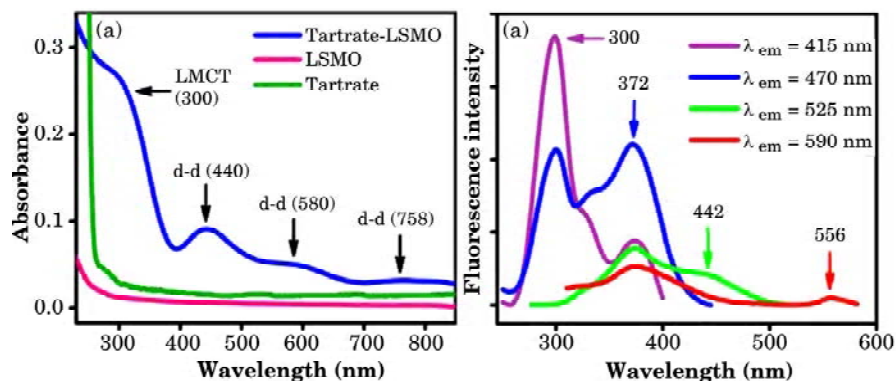 (a)
Tartrate-LSMO
LSMO
Tartrate
LMCT
(300)
d-d (440)
d-d (580)
d-d (758)
Absorbance
0.3
0.2
0.1
0.0
300 400 500 600 700 800
Wavelength (nm)
(a)
300
372
442
556
λ em = 415 nm
λ em = 470 nm
λ em = 525 nm
λ em = 590 nm
Fluorescence intensity
300 400 500 600
Wavelength (nm)